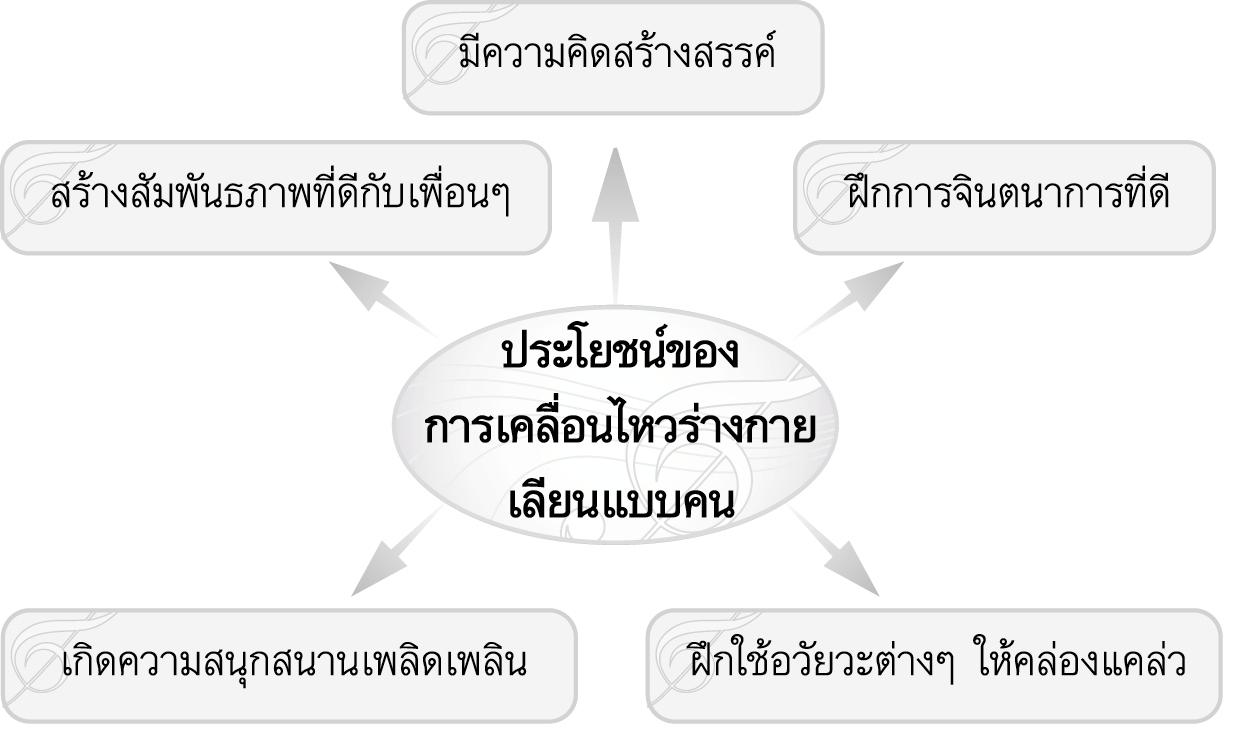 มีความคิดสร้างสรรค์
สร้างสัมพันธภาพที่ดีกับเพื่อนๆ
ฝึกการจินตนาการที่ดี
ประโยชน์ของ
การเคลื่อนไหวร่างกาย
เลียนแบบคน
เกิดความสนุกสนานเพลิดเพลิน
ฝึกใช้อวัยวะต่างๆ ให้คล่องแคล่ว